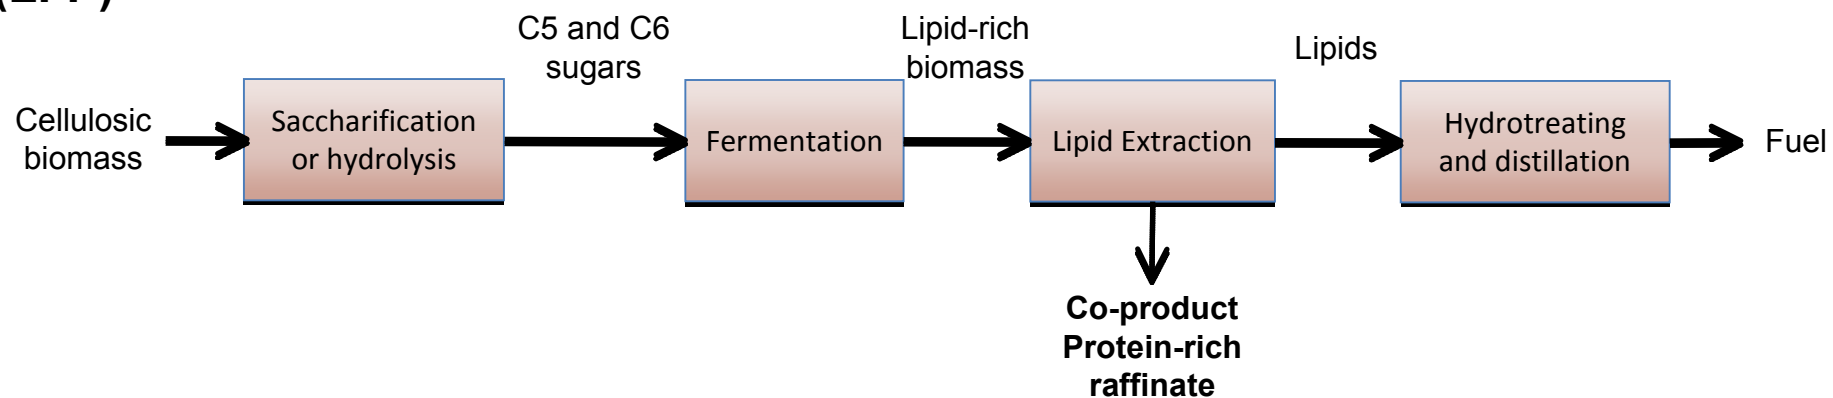 C5 and C6
sugars
Lipid-rich
biomass
Lipids
Cellulosic
biomass
Saccharification
or hydrolysis
Fermentation
Lipid Extraction
Hydrotreating
and distillation
Fuel
Co-product
Protein-rich
raffinate